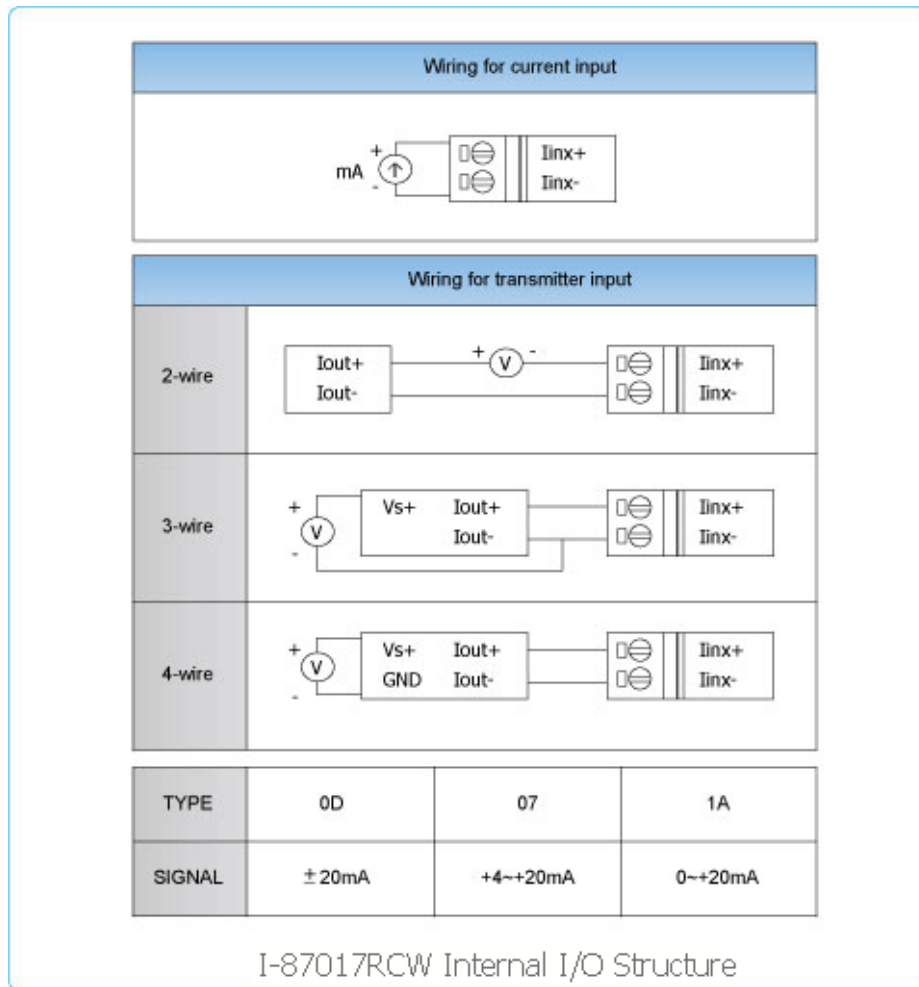 Wiring for current input
mA + -
Iinx+
Iinx-
Wiring for transmitter input
2-wire
Iout+ + V - Iinx+
Iout- Iinx-
3-wire
+ V - Vs+ Iout+ Iinx+
Iout- Iinx-
4-wire
+ V - Vs+ Iout+ Iinx+
GND Iout- Iinx-
TYPE 0D 07 1A
SIGNAL ±20mA +4~+20mA 0~+20mA
I-87017RCW Internal I/O Structure